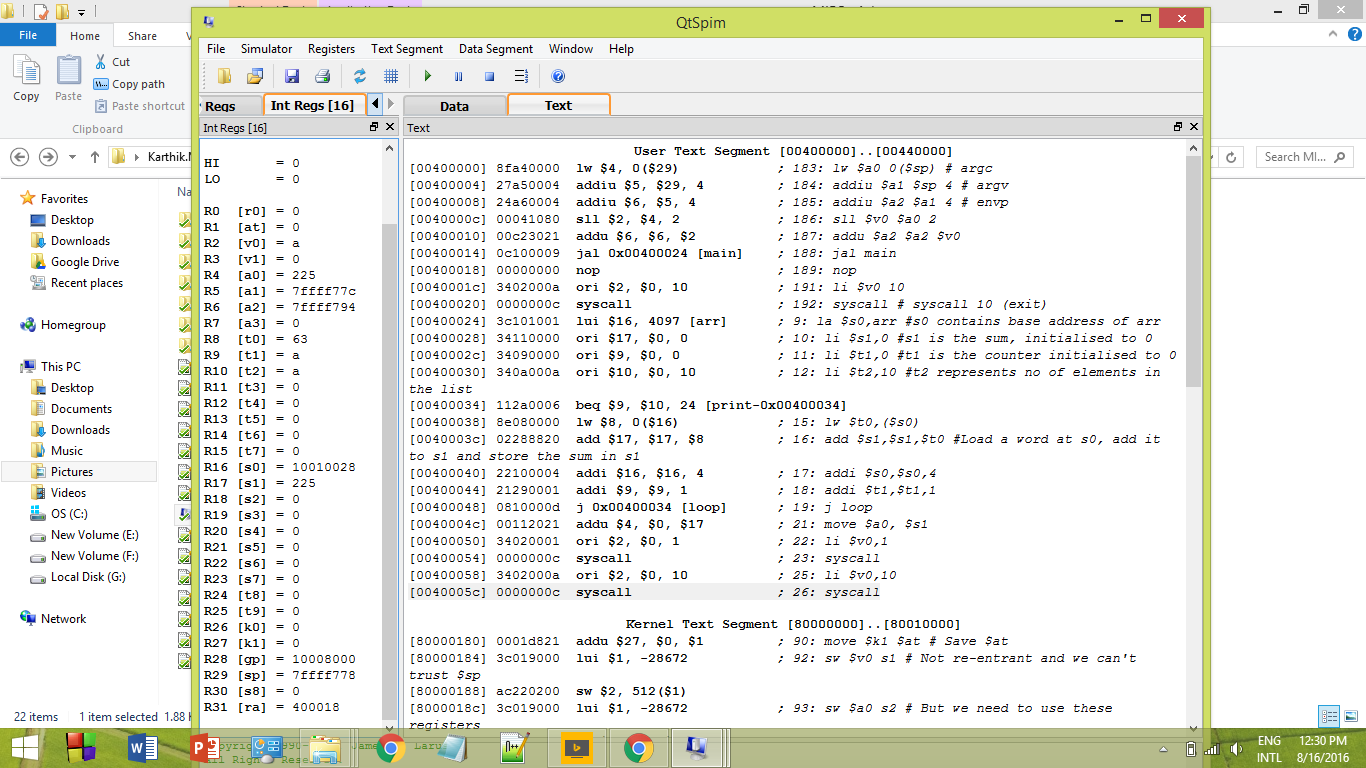 QtSpim
File Home Share
File Simulator Registers Text Segment Data Segment Window Help
Copy Paste
Cut
Copy path
Paste shortcut
Clipboard
Regs Int Regs [16] Data Text
Int Regs [16] Text
Karthik.M
Search Ml...
Favorites
Desktop
Downloads
Google Drive
Recent places
Homegroup
This PC
Desktop
Documents
Downloads
Music
Pictures
Videos
OS (C:)
New Volume (E:)
New Volume (F:)
Local Disk (G:)
Network
22 items 1 item selected 1.88 K
Na
HI = 0
LO = 0
R0 [r0] = 0
R1 [at] = 0
R2 [v0] = a
R3 [v1] = 0
R4 [a0] = 225
R5 [a1] = 7ffff77c
R6 [a2] = 7ffff794
R7 [a3] = 0
R8 [t0] = 63
R9 [t1] = a
R10 [t2] = a
R11 [t3] = 0
R12 [t4] = 0
R13 [t5] = 0
R14 [t6] = 0
R15 [t7] = 0
R16 [s0] = 10010028
R17 [s1] = 225
R18 [s2] = 0
R19 [s3] = 0
R20 [s4] = 0
R21 [s5] = 0
R22 [s6] = 0
R23 [s7] = 0
R24 [t8] = 0
R25 [t9] = 0
R26 [k0] = 0
R27 [k1] = 0
R28 [gp] = 10008000
R29 [sp] = 7ffff778
R30 [s8] = 0
R31 [ra] = 400018
User Text Segment [00400000]..[00440000]
[00400000] 8fa40000 lw $4, 0($29) ; 183: lw $a0 0($sp) # argc
[00400004] 27a50004 addiu $5, $29, 4 ; 184: addiu $a1 $sp 4 # argv
[00400008] 24a60004 addiu $6, $5, 4 ; 185: addiu $a2 $a1 4 # envp
[0040000c] 00041080 sll $2, $4, 2 ; 186: sll $v0 $a0 2
[00400010] 00c23021 addu $6, $6, $2 ; 187: addu $a2 $a2 $v0
[00400014] 0c100009 jal 0x00400024 [main] ; 188: jal main
[00400018] 00000000 nop ; 189: nop
[0040001c] 3402000a ori $2, $0, 10 ; 191: li $v0 10
[00400020] 0000000c syscall ; 192: syscall # syscall 10 (exit)
[00400024] 3c101001 lui $16, 4097 [arr] ; 9: la $s0,arr #s0 contains base address of arr
[00400028] 34110000 ori $17, $0, 0 ; 10: li $s1,0 #s1 is the sum, initialised to 0
[0040002c] 34090000 ori $9, $0, 0 ; 11: li $t1,0 #t1 is the counter initialised to 0
[00400030] 340a000a ori $10, $0, 10 ; 12: li $t2,10 #t2 represents no of elements in
the list
[00400034] 112a0006 beq $9, $10, 24 [print-0x00400034]
[00400038] 8e080000 lw $8, 0($16) ; 15: lw $t0,($s0)
[0040003c] 02288820 add $17, $17, $8 ; 16: add $s1,$s1,$t0 #Load a word at s0, add it
to s1 and store the sum in s1
[00400040] 22100004 addi $16, $16, 4 ; 17: addi $s0,$s0,4
[00400044] 21290001 addi $9, $9, 1 ; 18: addi $t1,$t1,1
[00400048] 0810000d j 0x00400034 [loop] ; 19: j loop
[0040004c] 00112021 addu $4, $0, $17 ; 21: move $a0, $s1
[00400050] 34020001 ori $2, $0, 1 ; 22: li $v0,1
[00400054] 0000000c syscall ; 23: syscall
[00400058] 3402000a ori $2, $0, 10 ; 25: li $v0,10
[0040005c] 0000000c syscall ; 26: syscall
Kernel Text Segment [80000000]..[80010000]
[80000180] 0001d821 addu $27, $0, $1 ; 90: move $k1 $at # Save $at
[80000184] 3c019000 lui $1, -28672 ; 92: sw $v0 s1 # Not re-entrant and we can't
trust $sp
[80000188] ac220200 sw $2, 512($1)
[8000018c] 3c019000 lui $1, -28672 ; 93: sw $a0 s2 # But we need to use these
registers
ENG 12:30 PM
INTL 8/16/2016